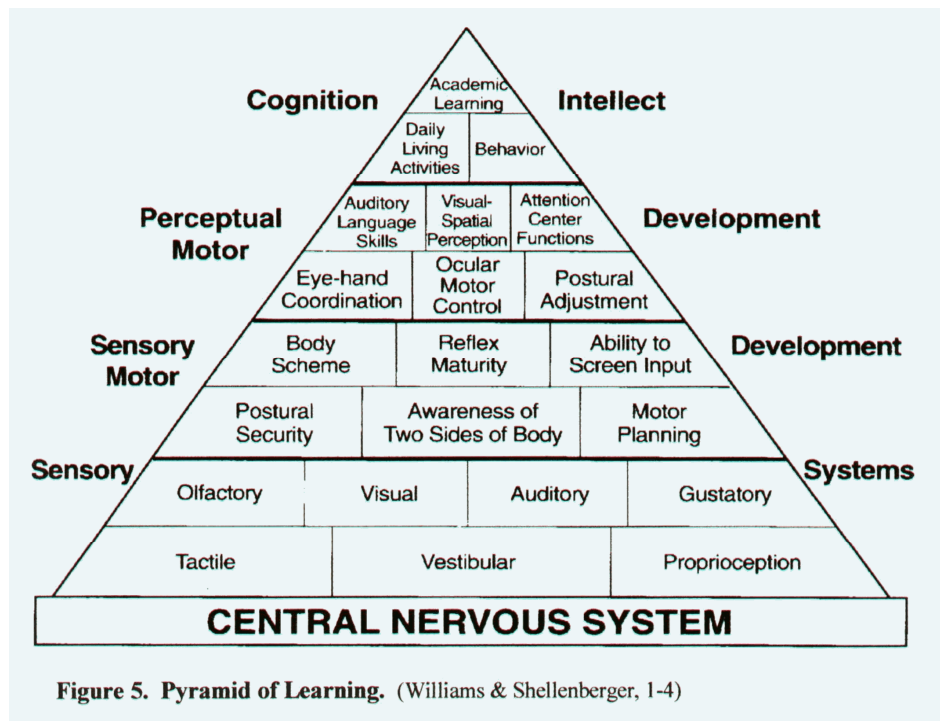 Cognition
Academic
Learning
Intellect
Daily
Living
Activities
Behavior
Perceptual
Motor
Auditory
Language
Skills
Visual-
Spatial
Perception
Attention
Center
Functions
Development
Eye-hand
Coordination
Ocular
Motor
Control
Postural
Adjustment
Sensory
Motor
Body
Scheme
Reflex
Maturity
Ability to
Screen Input
Development
Postural
Security
Awareness of
Two Sides of Body
Motor
Planning
Sensory
Systems
Olfactory
Visual
Auditory
Gustatory
Tactile
Vestibular
Proprioception
CENTRAL NERVOUS SYSTEM
Figure 5. Pyramid of Learning. (Williams & Shellenberger, 1-4)